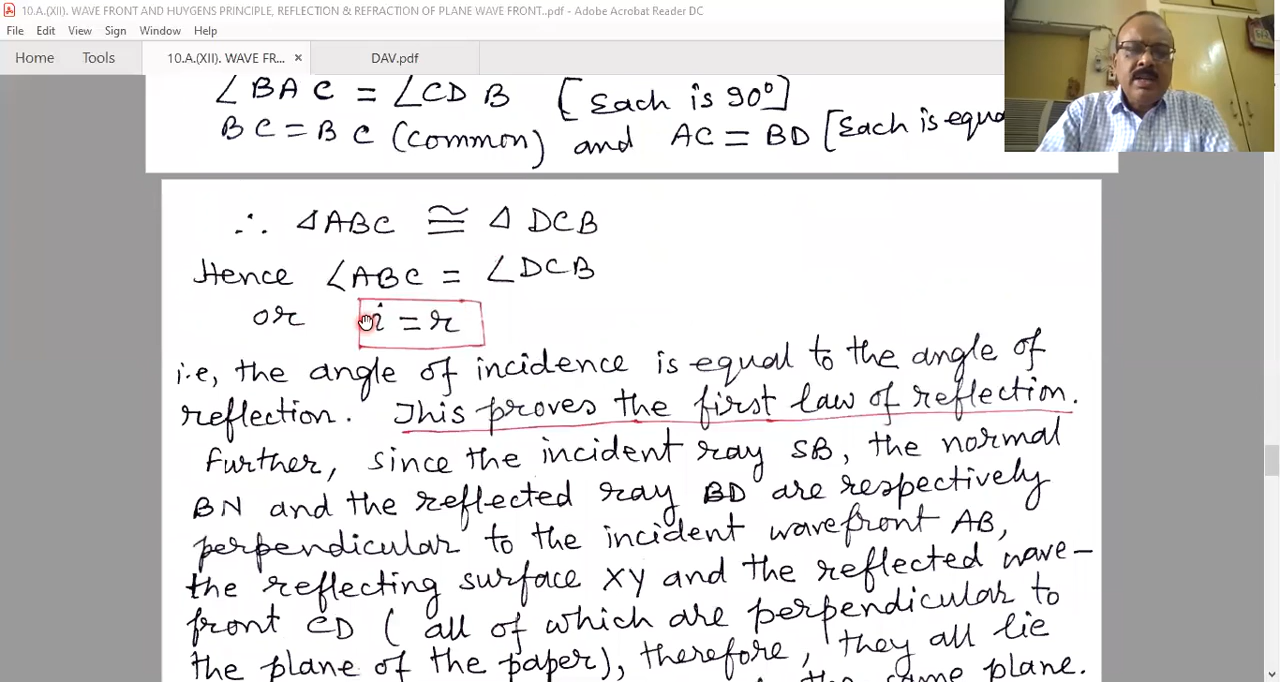 10.A.(XII). WAVE FRONT AND HUYGENS PRINCIPLE, REFLECTION & REFRACTION OF PLANE WAVE FRONT..pdf - Adobe Acrobat Reader DC
File Edit View Sign Window Help
Home Tools 10.A.(XII). WAVE FR... × DAV.pdf
∠BAC = ∠CDB [Each is 90°]
BC = BC (common) and AC = BD [Each is equa
∴ △ABC ≅ △DCB
Hence ∠ABC = ∠DCB
or i = r
i.e, the angle of incidence is equal to the angle of
reflection. This proves the first law of reflection.
Further, since the incident ray SB, the normal
BN and the reflected ray BD are respectively
perpendicular to the incident wavefront AB,
the reflecting surface XY and the reflected wave-
front CD (all of which are perpendicular to
the plane of the paper), therefore, they all lie
the same plane.